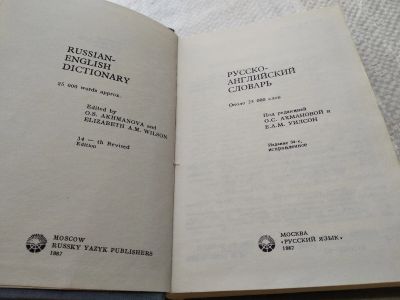 RUSSIAN-
ENGLISH
DICTIONARY
25 000 words approx.
Edited by
O.S. AKHMANOVA and
ELIZABETH A.M. WILSON
34 — th Revised
Edition
MOSCOW
RUSSKY YAZYK PUBLISHERS
1987
РУССКО-
АНГЛИЙСКИЙ
СЛОВАРЬ
Около 25 000 слов
Под редакцией
О.С. АХМАНОВОЙ и
Е.А.М. УИЛСОН
Издание 34-е,
исправленное
МОСКВА
«РУССКИЙ ЯЗЫК»
1987